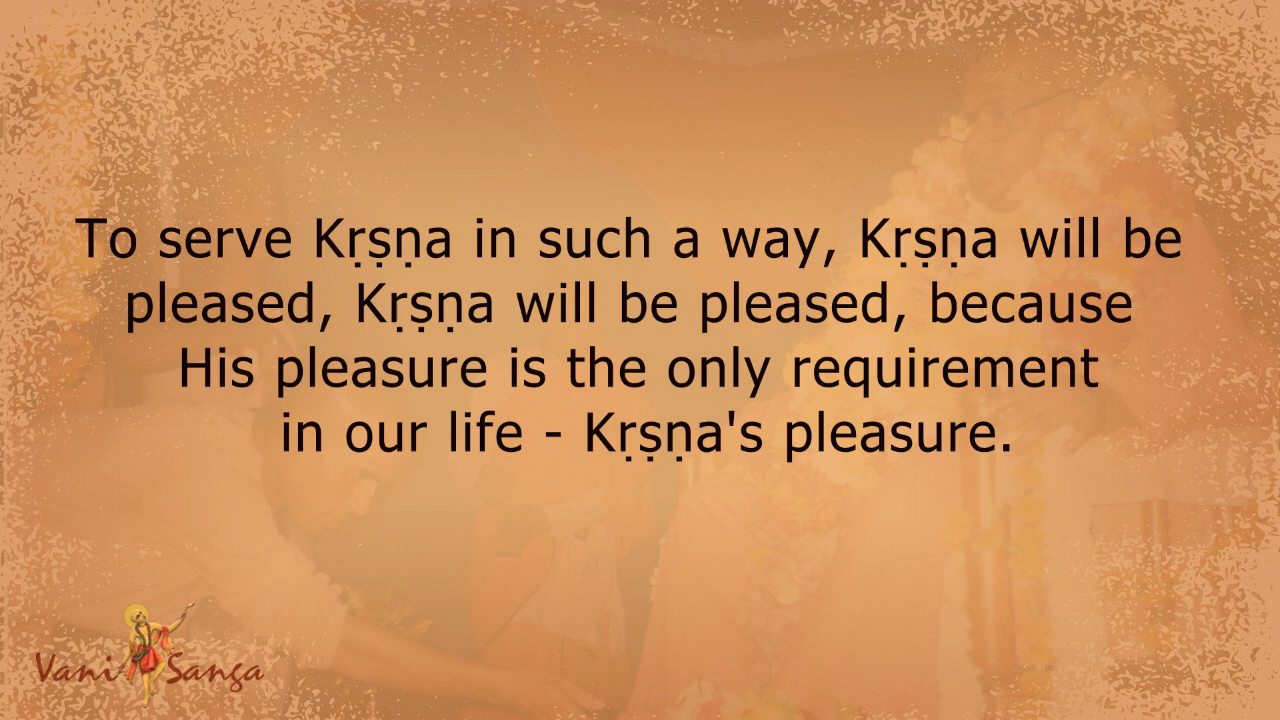 To serve Kṛṣṇa in such a way, Kṛṣṇa will be
pleased, Kṛṣṇa will be pleased, because
His pleasure is the only requirement
in our life - Kṛṣṇa's pleasure.
Vani Sanga